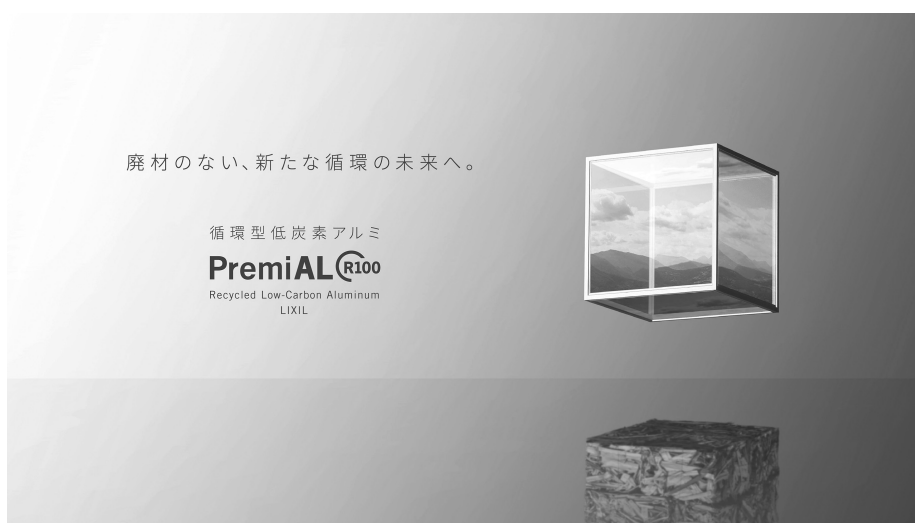 廃材のない、新たな循環の未来へ。
循環型低炭素アルミ
PremiAL R100
Recycled Low-Carbon Aluminum
LIXIL